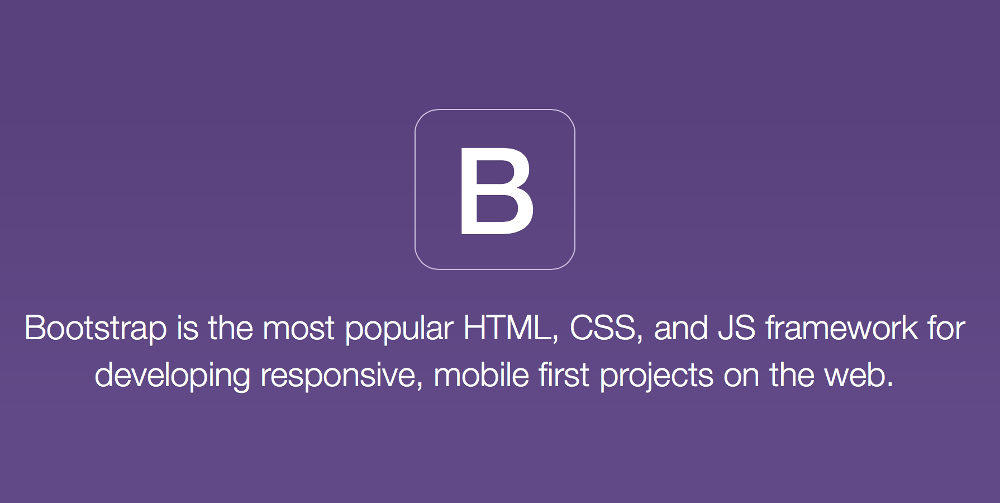 B
Bootstrap is the most popular HTML, CSS, and JS framework for
developing responsive, mobile first projects on the web.